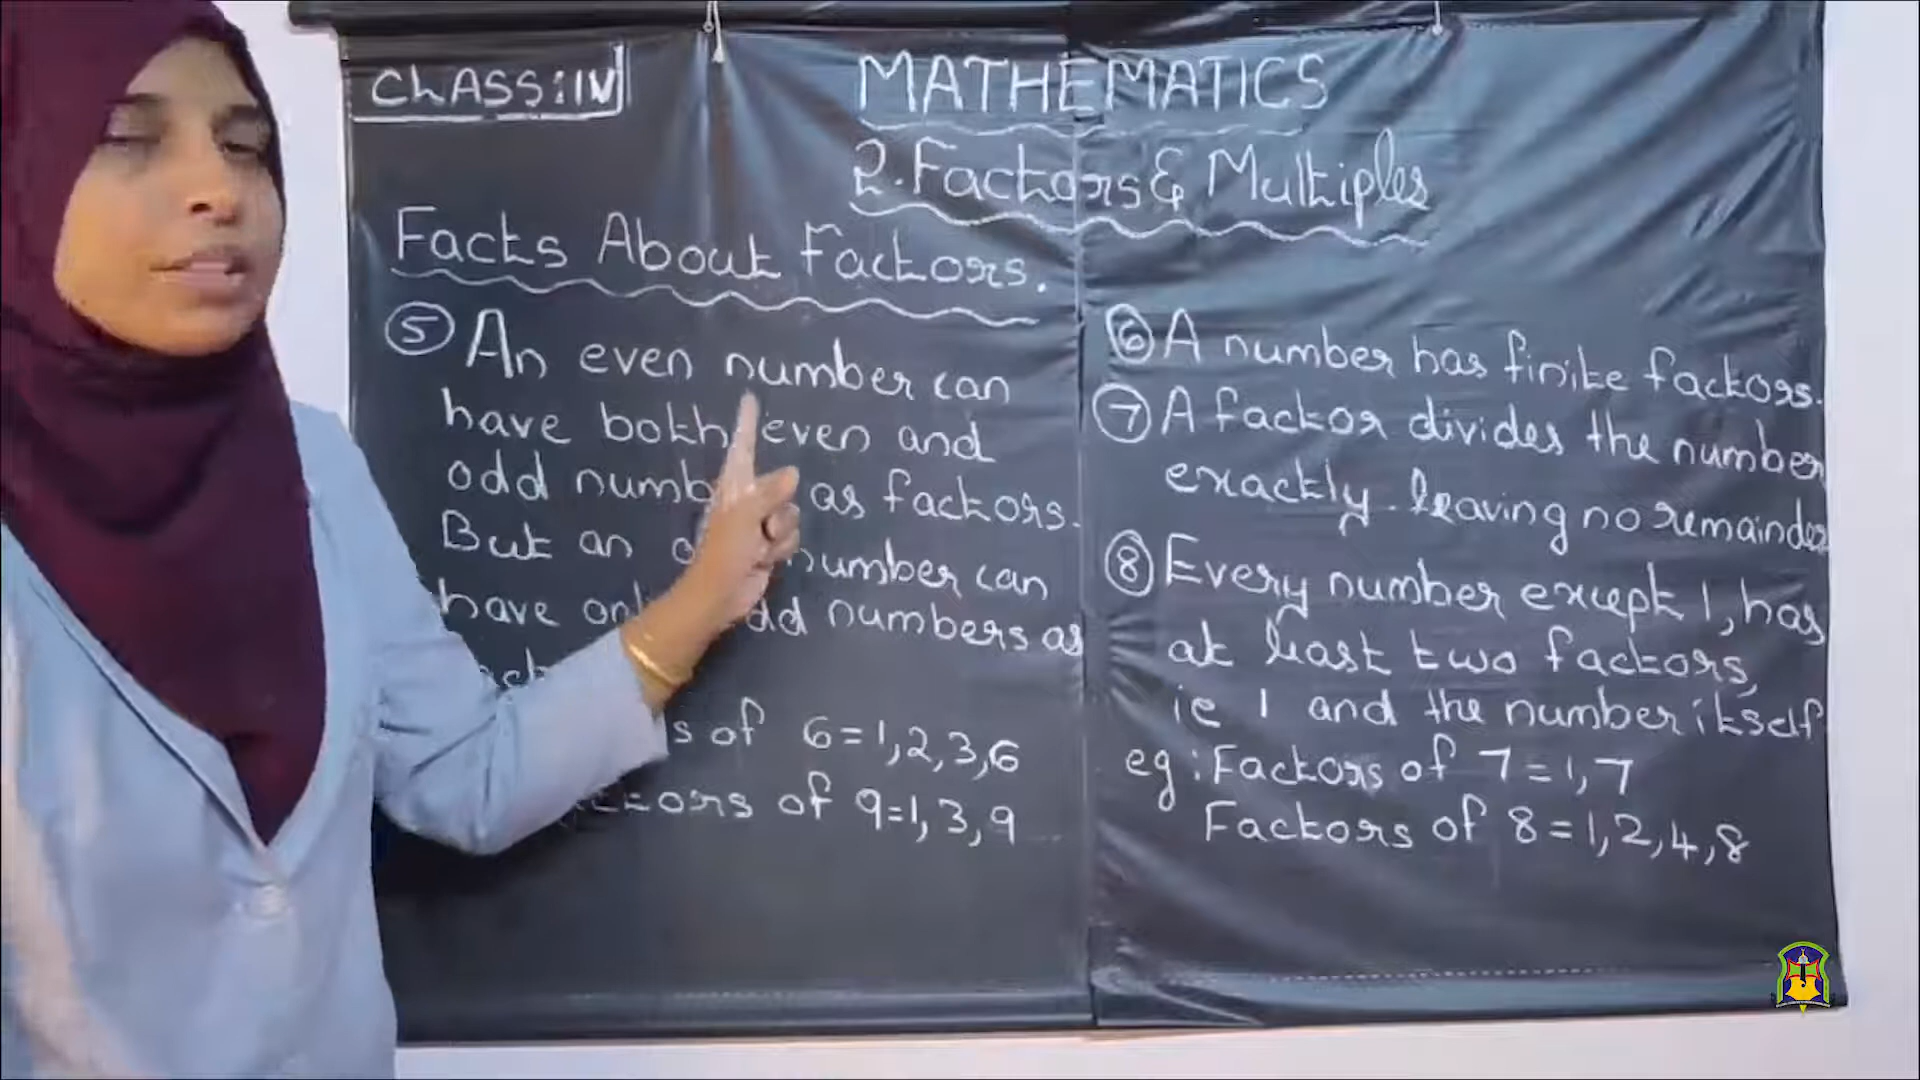 CLASS:IV
MATHEMATICS
2. Factors & Multiples
Facts About Factors.
⑤ An even number can
have both even and
odd as factors.
But an number can
have numbers as
of 6=1,2,3,6
of 9=1,3,9
⑥ A number has finite factors.
⑦ A factor divides the number
exactly. leaving no remainder
⑧ Every number except 1, has
at least two factors,
ie 1 and the number itself
eg: Factors of 7=1,7
Factors of 8=1,2,4,8